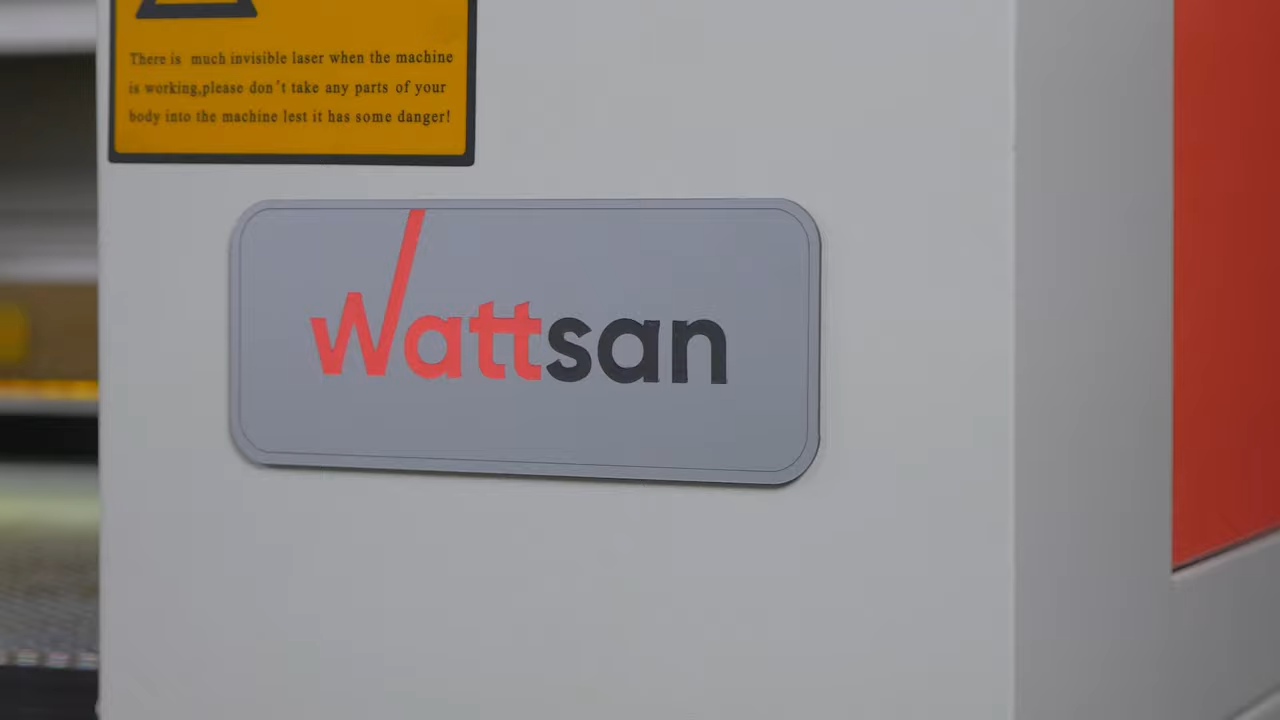 There is much invisible laser when the machine
is working,please don't take any parts of your
body into the machine lest it has some danger!
Wattsan